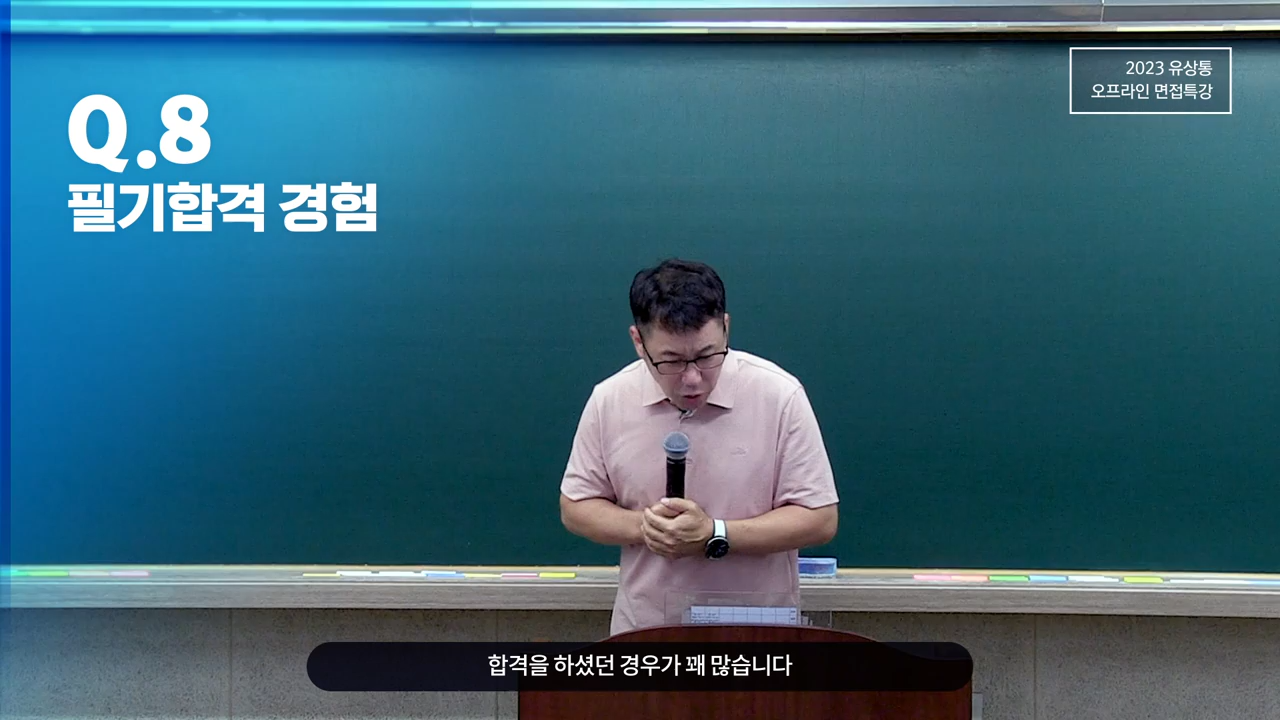 Q.8
필기합격 경험
2023 유상통
오프라인 면접특강
합격을 하셨던 경우가 꽤 많습니다